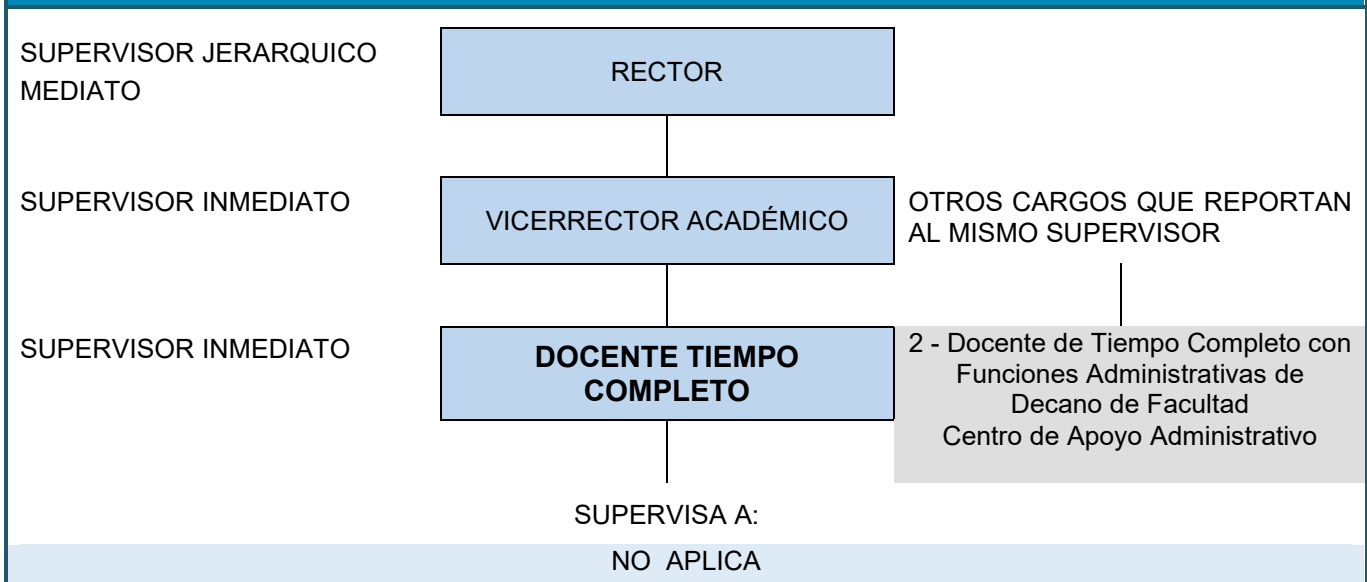 SUPERVISOR JERARQUICO
MEDIATO
RECTOR
SUPERVISOR INMEDIATO
VICERRECTOR ACADÉMICO
OTROS CARGOS QUE REPORTAN
AL MISMO SUPERVISOR
SUPERVISOR INMEDIATO
DOCENTE TIEMPO
COMPLETO
2 - Docente de Tiempo Completo con
Funciones Administrativas de
Decano de Facultad
Centro de Apoyo Administrativo
SUPERVISA A:
NO APLICA